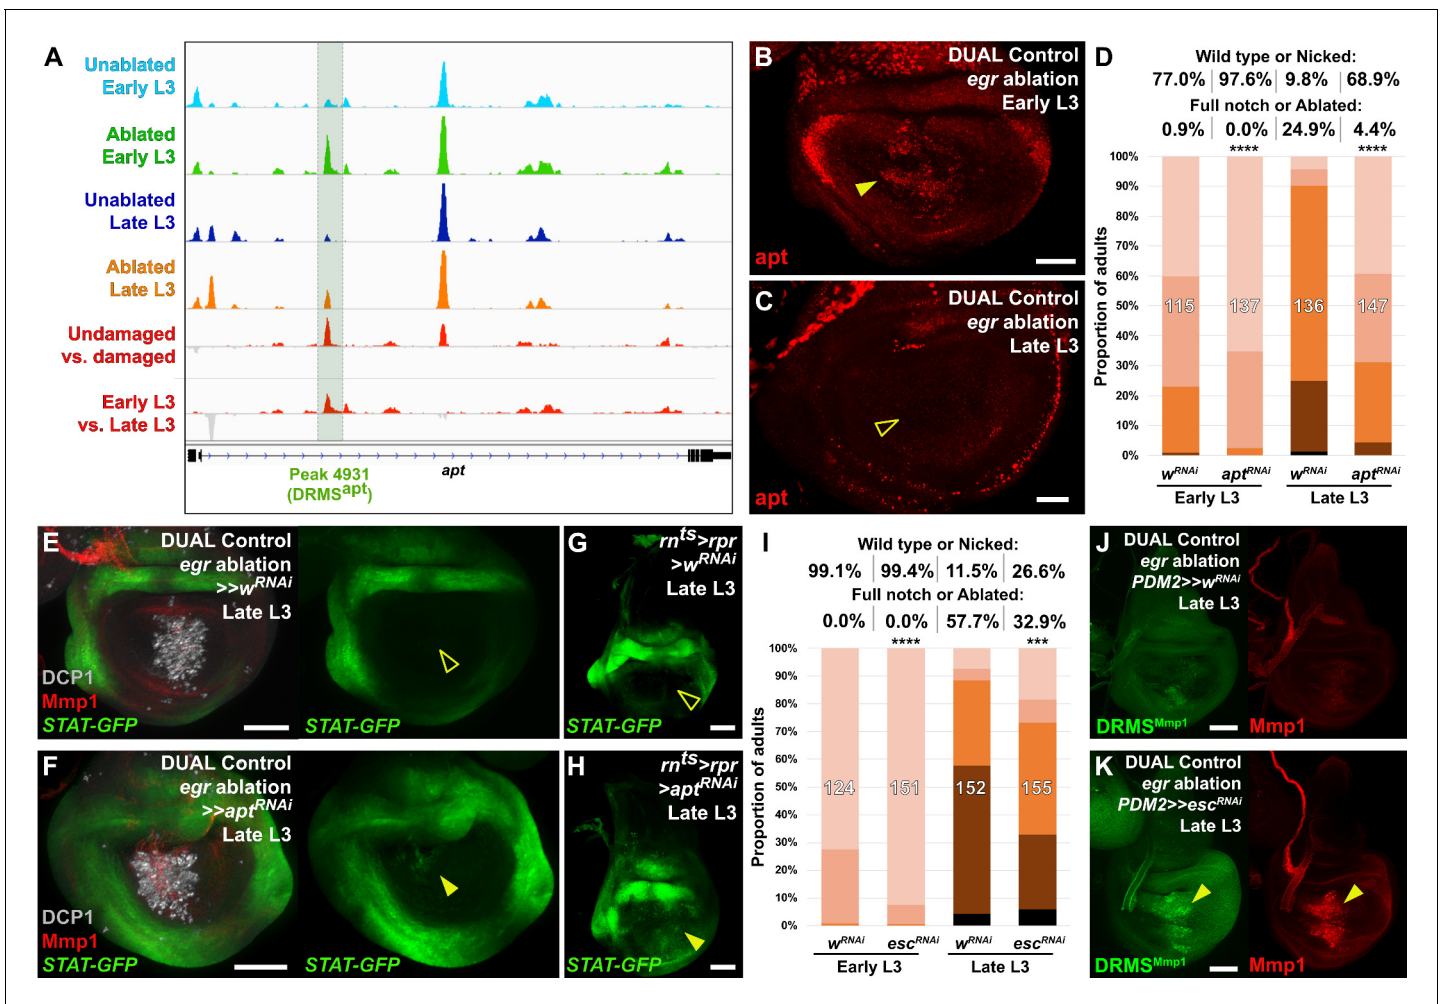 A
Unablated
Early L3
Ablated
Early L3
Unablated
Late L3
Ablated
Late L3
Undamaged
vs. damaged
Early L3
vs. Late L3
Peak 4931
(DRMSapt)
apt
B
DUAL Control
egr ablation
Early L3
apt
C
DUAL Control
egr ablation
Late L3
apt
D
Wild type or Nicked:
77.0% 97.6% 9.8% 68.9%
Full notch or Ablated:
0.9% 0.0% 24.9% 4.4%
**** ****
Proportion of adults
100%
90%
80%
70%
60%
50%
40%
30%
20%
10%
0%
115 137 136 147
wRNAi aptRNAi wRNAi aptRNAi
Early L3 Late L3
E
DUAL Control
egr ablation
>>wRNAi
Late L3
DCP1
Mmp1
STAT-GFP
STAT-GFP
F
DUAL Control
egr ablation
>>aptRNAi
Late L3
DCP1
Mmp1
STAT-GFP
STAT-GFP
G
rnts>rpr
>wRNAi
Late L3
STAT-GFP
H
rnts>rpr
>aptRNAi
Late L3
STAT-GFP
I
Wild type or Nicked:
99.1% 99.4% 11.5% 26.6%
Full notch or Ablated:
0.0% 0.0% 57.7% 32.9%
**** ***
Proportion of adults
100%
90%
80%
70%
60%
50%
40%
30%
20%
10%
0%
124 151 152 155
wRNAi escRNAi wRNAi escRNAi
Early L3 Late L3
J
DUAL Control
egr ablation
PDM2>>wRNAi
Late L3
DRMSMmp1
Mmp1
K
DUAL Control
egr ablation
PDM2>>escRNAi
Late L3
DRMSMmp1
Mmp1